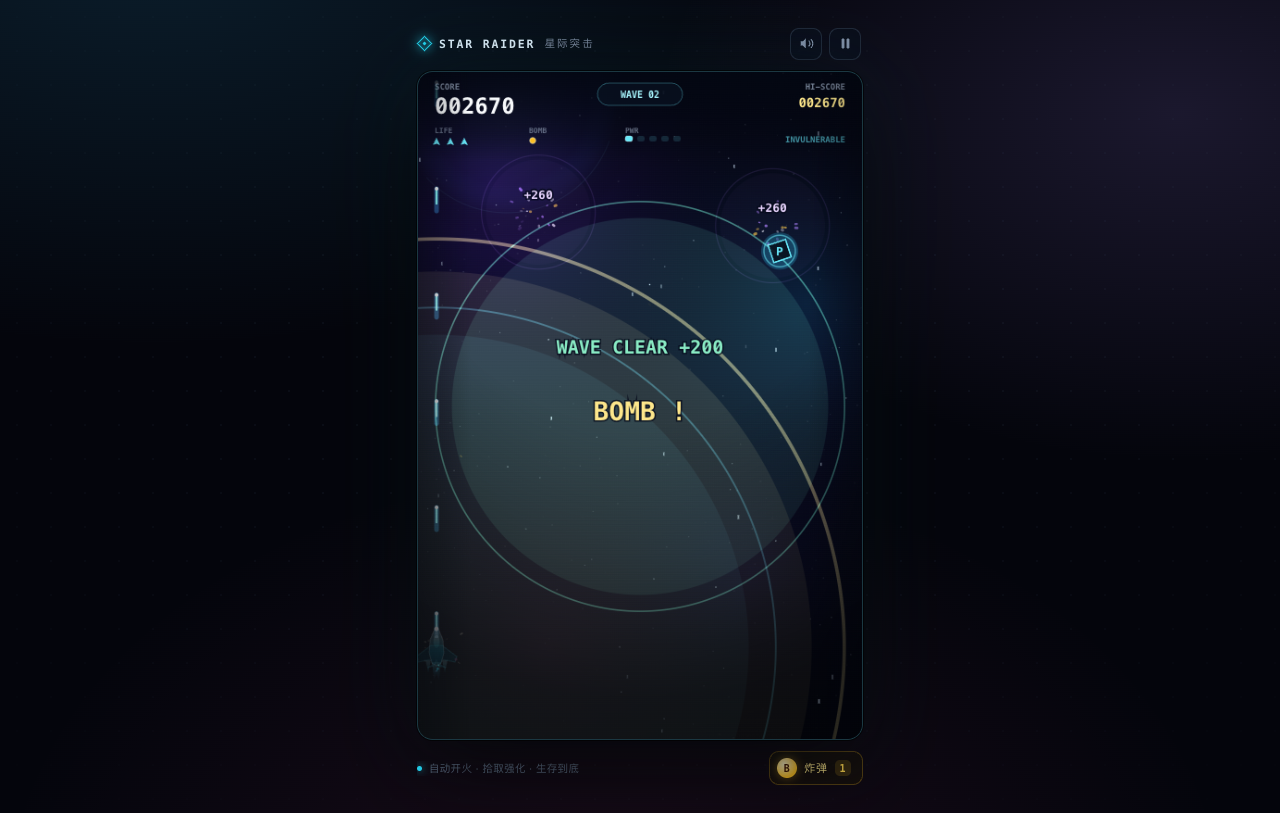 STAR RAIDER 星际突击
SCORE
002670
WAVE 02
HI-SCORE
002670
LIFE
BOMB
PWR
INVULNERABLE
+260
+260
P
WAVE CLEAR +200
BOMB !
自动开火 · 拾取强化 · 生存到底
B 炸弹 1